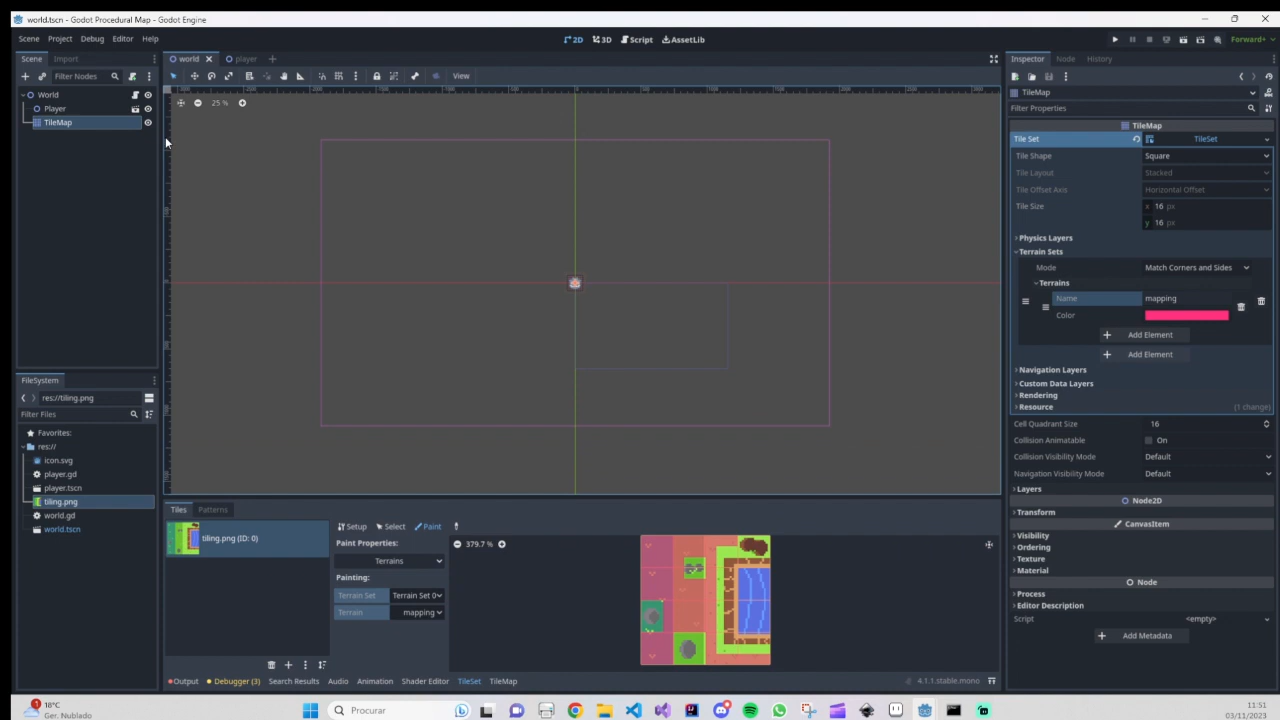 world.tscn - Godot Procedural Map - Godot Engine
Scene Project Debug Editor Help
2D 3D Script AssetLib
Forward+
Scene Import
world player
Inspector Node History
Filter Nodes
View
World
Player
TileMap
25 %
TileMap
Filter Properties
TileMap
Tile Set TileSet
Tile Shape Square
Tile Layout Stacked
Tile Offset Axis Horizontal Offset
Tile Size x 16 px
y 16 px
Physics Layers
Terrain Sets
Mode Match Corners and Sides
Terrains
Name mapping
Color
Add Element
Add Element
Navigation Layers
Custom Data Layers
Rendering
Resource (1 change)
Cell Quadrant Size 16
Collision Animatable On
Collision Visibility Mode Default
Navigation Visibility Mode Default
Layers
Node2D
Transform
CanvasItem
Visibility
Ordering
Texture
Material
Node
Process
Editor Description
Script <empty>
Add Metadata
FileSystem
res://tiling.png
Filter Files
Favorites:
res://
icon.svg
player.gd
player.tscn
tiling.png
world.gd
world.tscn
Tiles Patterns
tiling.png (ID: 0)
Setup Select Paint
Paint Properties:
Terrains
Painting:
Terrain Set Terrain Set 0
Terrain mapping
379.7 %
Output Debugger (3) Search Results Audio Animation Shader Editor TileSet TileMap
4.1.1.stable.mono
1
18°C
Ger. Nublado
Procurar
11:51
03/11/2023